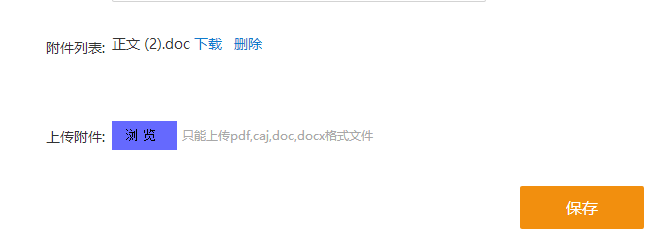 附件列表: 正文 (2).doc 下载 删除
上传附件: 浏 览 只能上传pdf,caj,doc,docx格式文件
保存